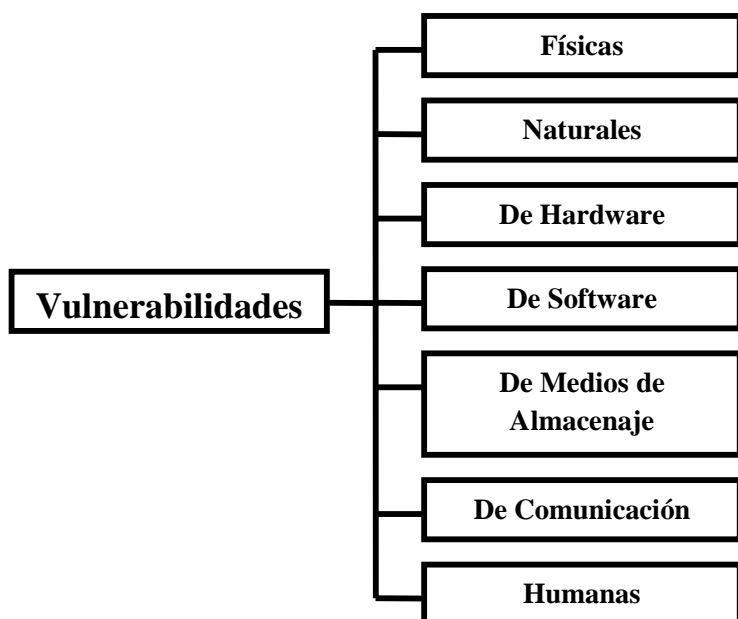 Físicas
Naturales
De Hardware
Vulnerabilidades
De Software
De Medios de
Almacenaje
De Comunicación
Humanas